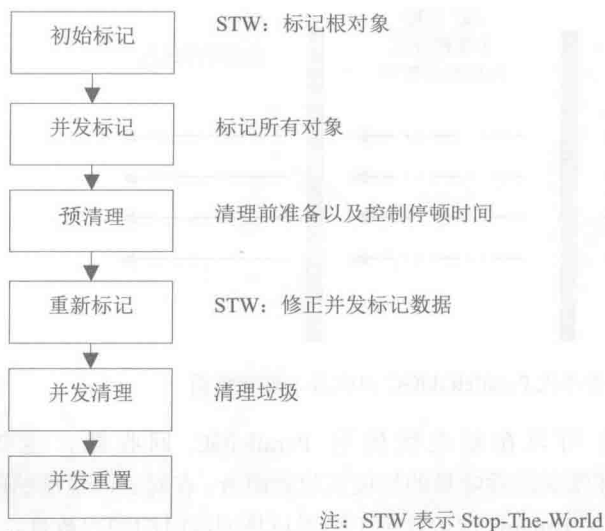 初始标记
STW：标记根对象
并发标记
标记所有对象
预清理
清理前准备以及控制停顿时间
重新标记
STW：修正并发标记数据
并发清理
清理垃圾
并发重置
注：STW 表示 Stop-The-World